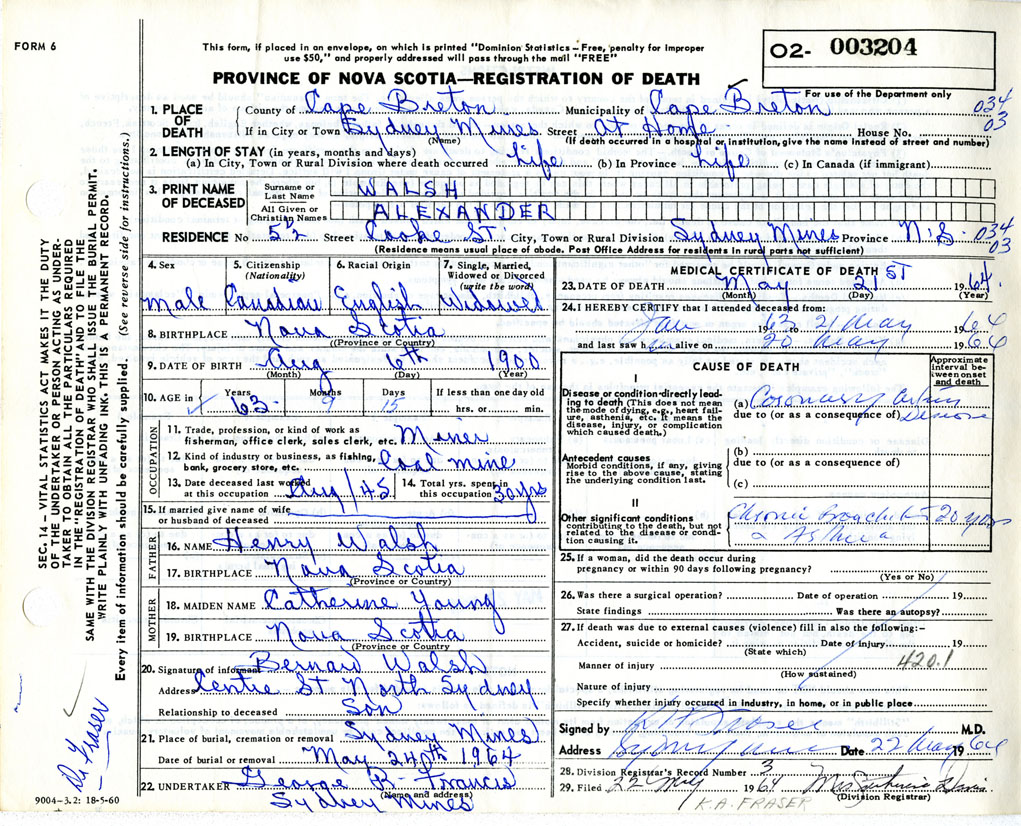 FORM 6
This form, if placed in an envelope, on which is printed "Dominion Statistics – Free, penalty for improper
use $50," and properly addressed will pass through the mail "FREE"
PROVINCE OF NOVA SCOTIA—REGISTRATION OF DEATH
O2- 003204
For use of the Department only
1. PLACE OF DEATH County of Cape Breton Municipality of Cape Breton 034
If in City or Town Sydney Mines Street At Home House No. 03
(Name) (If death occurred in a hospital or institution, give the name instead of street and number)
2. LENGTH OF STAY (in years, months and days)
(a) In City, Town or Rural Division where death occurred Life (b) In Province Life (c) In Canada (if immigrant)
3. PRINT NAME OF DECEASED
Surname or Last Name WALSH
All Given or Christian Names ALEXANDER
RESIDENCE No 52 Street Cooke St. City, Town or Rural Division Sydney Mines Province N.S. 034
03
(Residence means usual place of abode. Post Office Address for residents in rural parts not sufficient)
4. Sex 5. Citizenship (Nationality) 6. Racial Origin 7. Single, Married, Widowed or Divorced (write the word)
Male Canadian English Widower
8. BIRTHPLACE Nova Scotia
(Province or Country)
9. DATE OF BIRTH Aug 6th 1900
(Month) (Day) (Year)
10. AGE in Years Months Days If less than one day old
63 9 15 hrs. or min.
OCCUPATION
11. Trade, profession, or kind of work as
fisherman, office clerk, sales clerk, etc. Miner
12. Kind of industry or business, as fishing,
bank, grocery store, etc. Coal mine
13. Date deceased last worked at this occupation Aug/45 14. Total yrs. spent in this occupation 30 yrs
15. If married give name of wife
or husband of deceased
FATHER
16. NAME Henry Walsh
17. BIRTHPLACE Nova Scotia
(Province or Country)
MOTHER
18. MAIDEN NAME Catherine Young
19. BIRTHPLACE Nova Scotia
(Province or Country)
20. Signature of informant Bernard Walsh
Address Centre St North Sydney
Relationship to deceased Son
21. Place of burial, cremation or removal Sydney Mines
Date of burial or removal May 24th 1964
22. UNDERTAKER George R. Francis
(Name and address)
Sydney Mines
9004–3.2: 18-5-60
MEDICAL CERTIFICATE OF DEATH
23. DATE OF DEATH May 21ST 1964.
(Month) (Day) (Year)
24. I HEREBY CERTIFY that I attended deceased from:
Jan 1963 to 21 May 1964
and last saw him alive on 20 May 1964
CAUSE OF DEATH
Approximate interval between onset and death
I
Disease or condition directly leading to death (This does not mean the mode of dying, e.g., heart failure, asthenia, etc. It means the disease, injury, or complication which caused death.)
(a) Coronary artery
due to (or as a consequence of) disease
Antecedent causes
Morbid conditions, if any, giving rise to the above cause, stating the underlying condition last.
(b)
due to (or as a consequence of)
(c)
II
Other significant conditions
contributing to the death, but not related to the disease or condition causing it.
Chronic Bronchitis 20 years
& Asthma
25. If a woman, did the death occur during
pregnancy or within 90 days following pregnancy?
(Yes or No)
26. Was there a surgical operation? Date of operation 19
State findings Was there an autopsy?
27. If death was due to external causes (violence) fill in also the following:-
Accident, suicide or homicide? Date of injury 19
(State which)
Manner of injury 420.1
(How sustained)
Nature of injury
Specify whether injury occurred in industry, in home, or in public place
Signed by M.D.
Address Sydney Mines Date 22 May 1964
28. Division Registrar's Record Number 3
29. Filed 22 May 1964 Mrs Davis
(Division Registrar)
K.A. FRASER
SEC. 14 – VITAL STATISTICS ACT MAKES IT THE DUTY
OF THE UNDERTAKER OR PERSON ACTING AS UNDER-
TAKER TO OBTAIN ALL THE PARTICULARS REQUIRED
IN THE "REGISTRATION OF DEATH" AND TO FILE THE
SAME WITH THE DIVISION REGISTRAR WHO SHALL ISSUE THE BURIAL PERMIT.
WRITE PLAINLY WITH UNFADING INK. THIS IS A PERMANENT RECORD.
Every item of information should be carefully supplied. (See reverse side for instructions.)
Dr Fraser